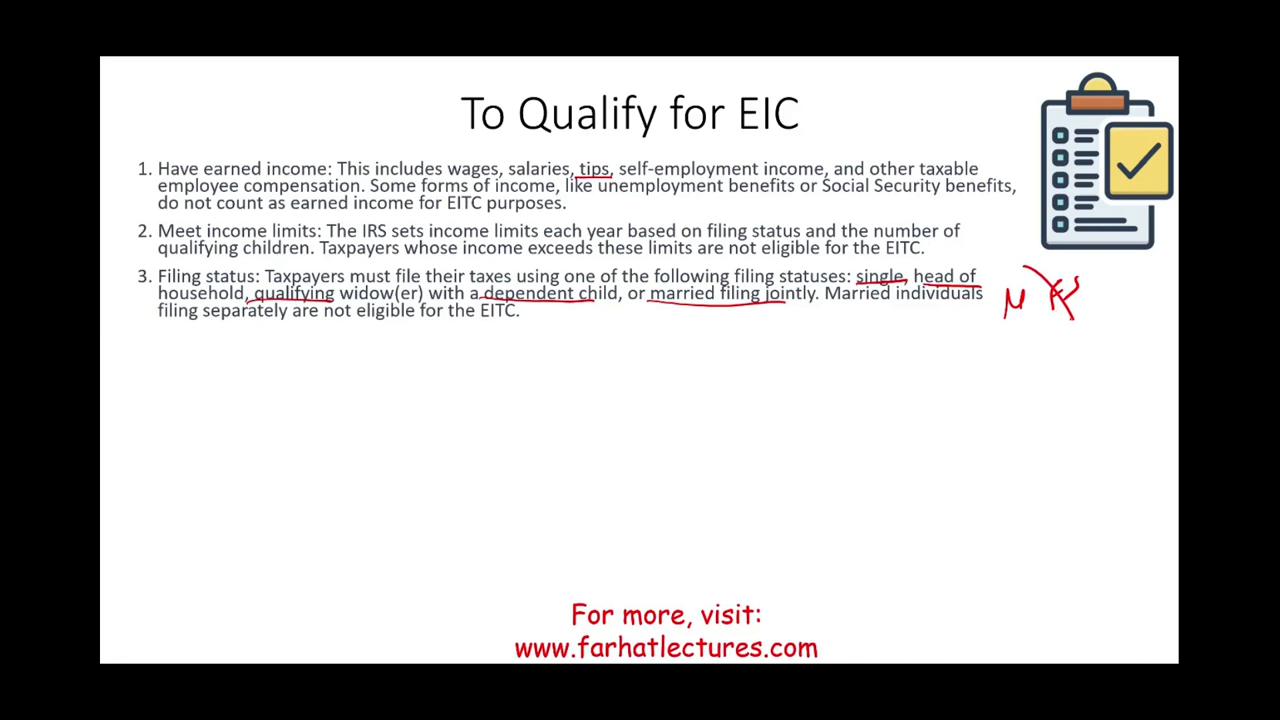 To Qualify for EIC
1. Have earned income: This includes wages, salaries, tips, self-employment income, and other taxable
employee compensation. Some forms of income, like unemployment benefits or Social Security benefits,
do not count as earned income for EITC purposes.
2. Meet income limits: The IRS sets income limits each year based on filing status and the number of
qualifying children. Taxpayers whose income exceeds these limits are not eligible for the EITC.
3. Filing status: Taxpayers must file their taxes using one of the following filing statuses: single, head of
household, qualifying widow(er) with a dependent child, or married filing jointly. Married individuals
filing separately are not eligible for the EITC.
For more, visit:
www.farhatlectures.com